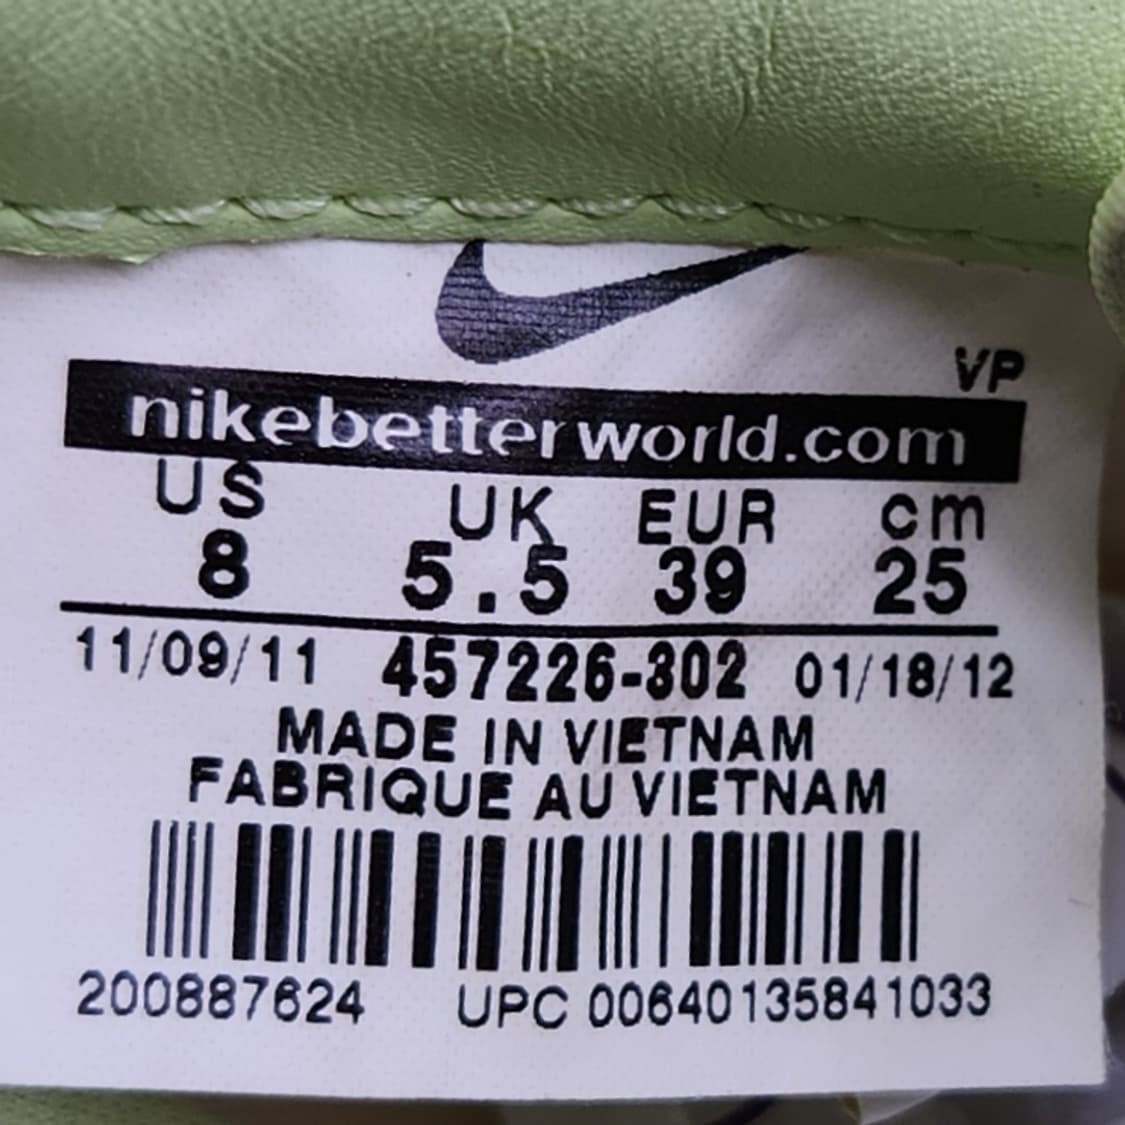 VP
nikebetterworld.com
US UK EUR cm
8 5.5 39 25
11/09/11 457226-302 01/18/12
MADE IN VIETNAM
FABRIQUE AU VIETNAM
200887624 UPC 00640135841033